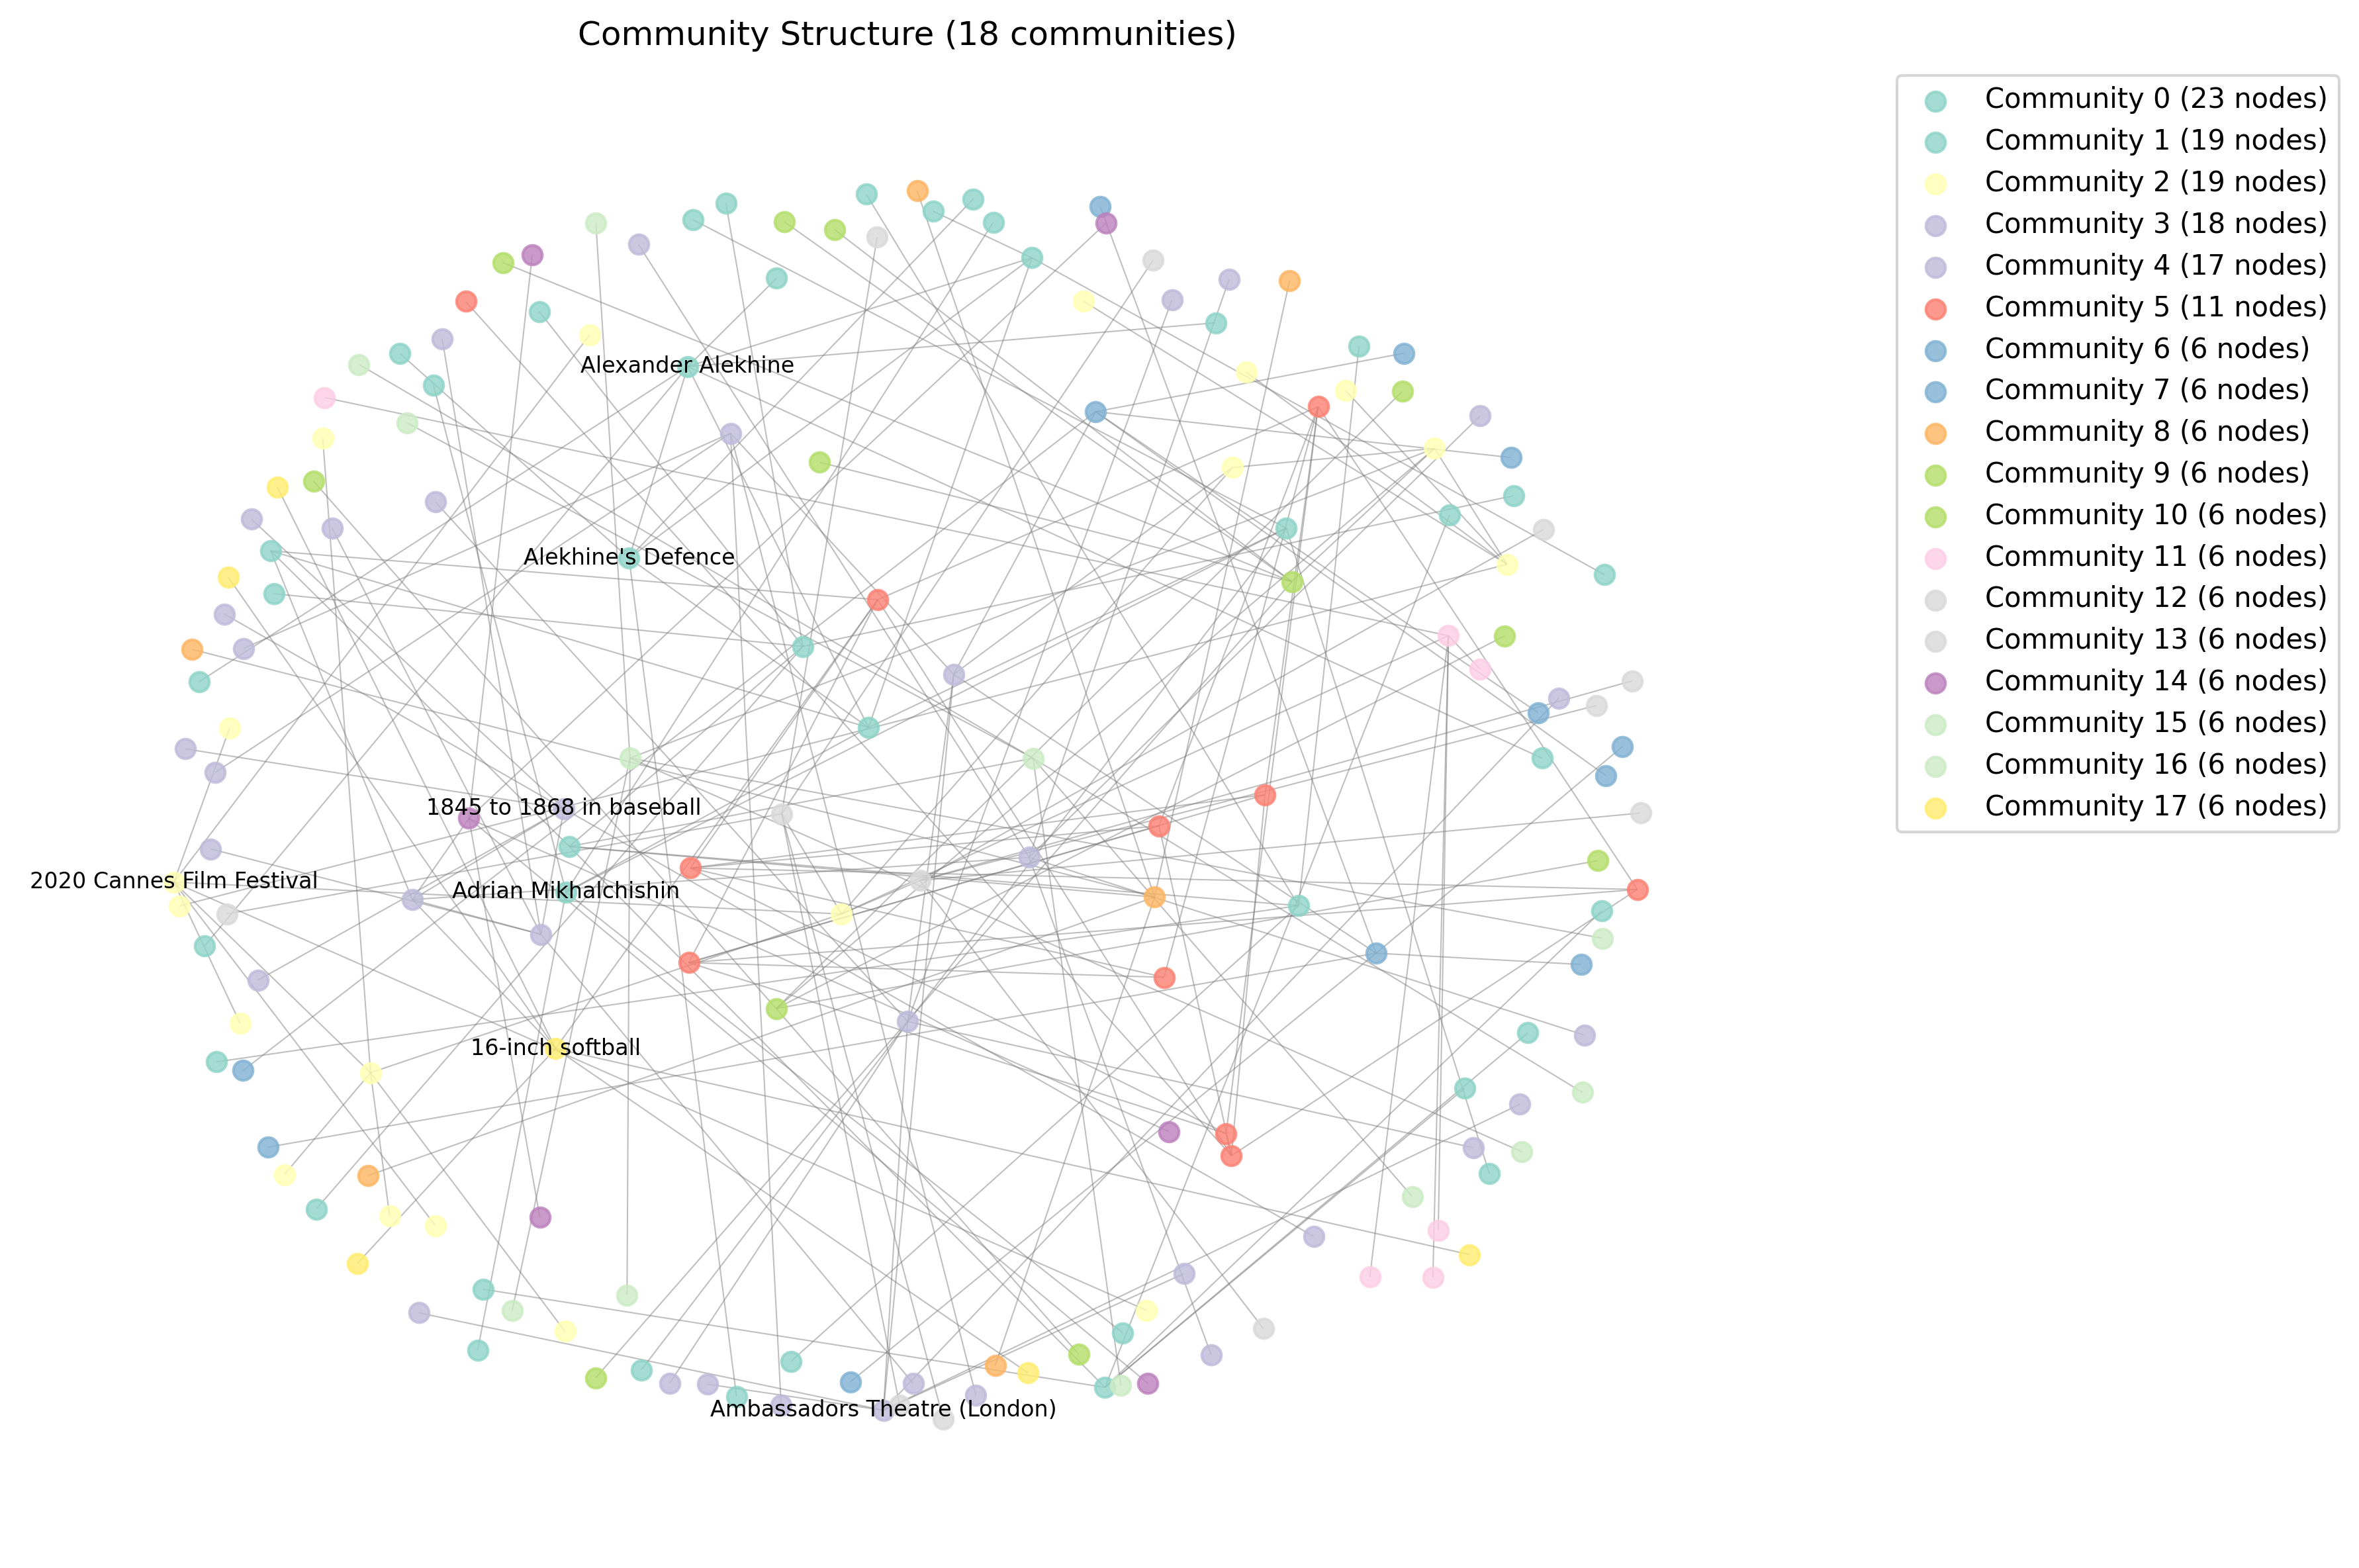 Community Structure (18 communities)
Community 0 (23 nodes)
Community 1 (19 nodes)
Community 2 (19 nodes)
Community 3 (18 nodes)
Community 4 (17 nodes)
Community 5 (11 nodes)
Community 6 (6 nodes)
Community 7 (6 nodes)
Community 8 (6 nodes)
Community 9 (6 nodes)
Community 10 (6 nodes)
Community 11 (6 nodes)
Community 12 (6 nodes)
Community 13 (6 nodes)
Community 14 (6 nodes)
Community 15 (6 nodes)
Community 16 (6 nodes)
Community 17 (6 nodes)
Alexander Alekhine
Alekhine's Defence
1845 to 1868 in baseball
2020 Cannes Film Festival
Adrian Mikhalchishin
16-inch softball
Ambassadors Theatre (London)